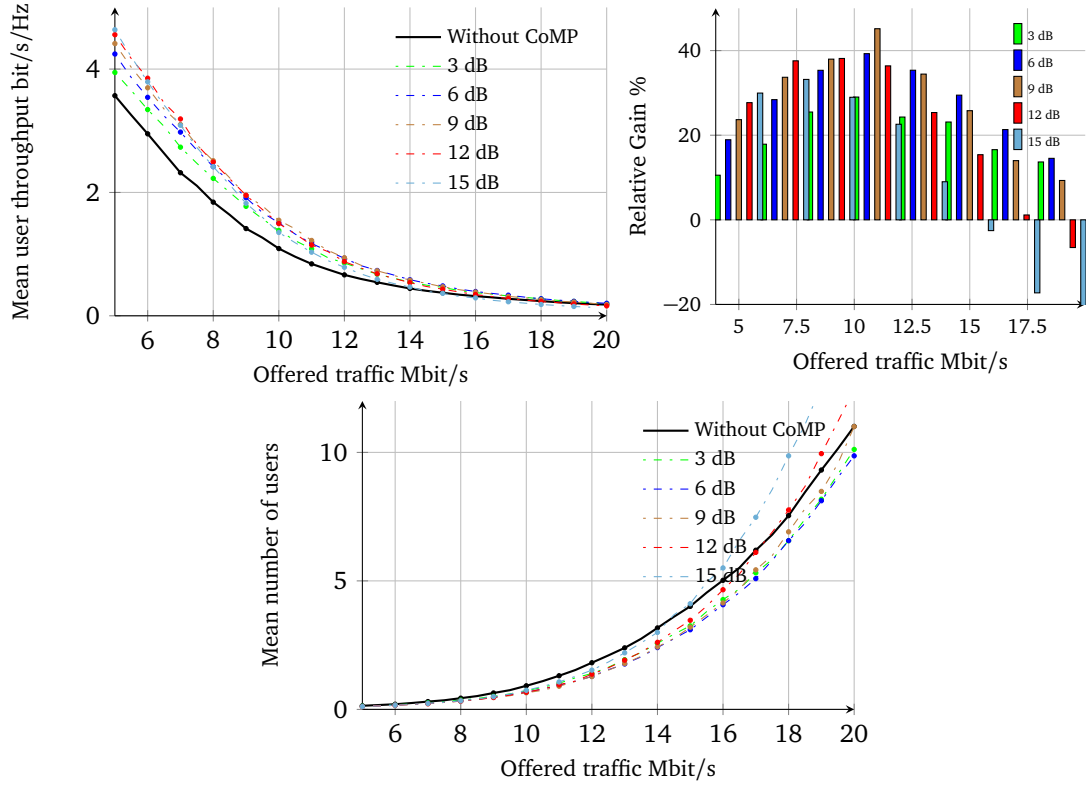 Mean user throughput bit/s/Hz
4
2
0
6 8 10 12 14 16 18 20
Offered traffic Mbit/s
Without CoMP
3 dB
6 dB
9 dB
12 dB
15 dB
Relative Gain %
40
20
0
−20
5 7.5 10 12.5 15 17.5
Offered traffic Mbit/s
3 dB
6 dB
9 dB
12 dB
15 dB
Mean number of users
10
5
0
6 8 10 12 14 16 18 20
Offered traffic Mbit/s
Without CoMP
3 dB
6 dB
9 dB
12 dB
15 dB